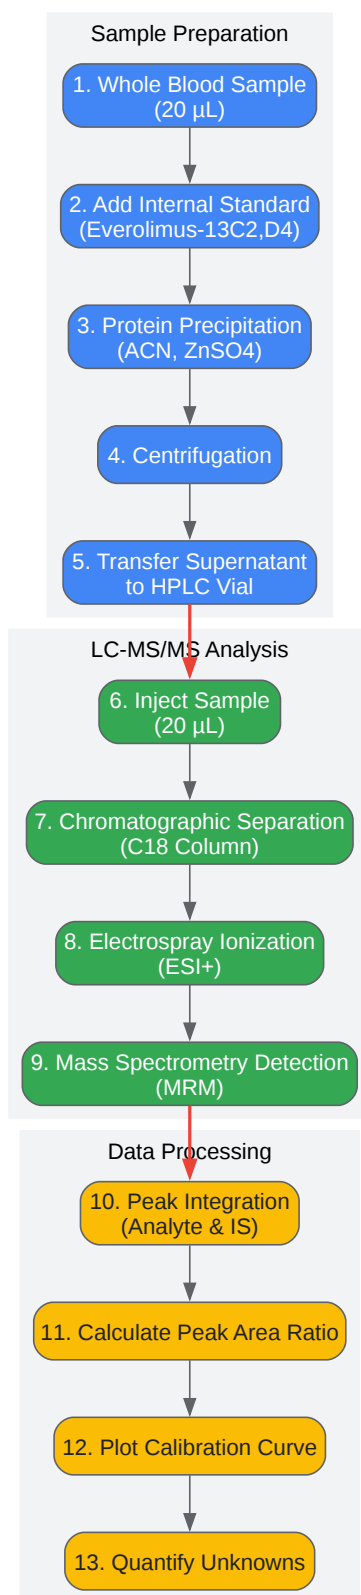 Sample Preparation
1. Whole Blood Sample
(20 µL)
2. Add Internal Standard
(Everolimus-13C2,D4)
3. Protein Precipitation
(ACN, ZnSO4)
4. Centrifugation
5. Transfer Supernatant
to HPLC Vial
LC-MS/MS Analysis
6. Inject Sample
(20 µL)
7. Chromatographic Separation
(C18 Column)
8. Electrospray Ionization
(ESI+)
9. Mass Spectrometry Detection
(MRM)
Data Processing
10. Peak Integration
(Analyte & IS)
11. Calculate Peak Area Ratio
12. Plot Calibration Curve
13. Quantify Unknowns